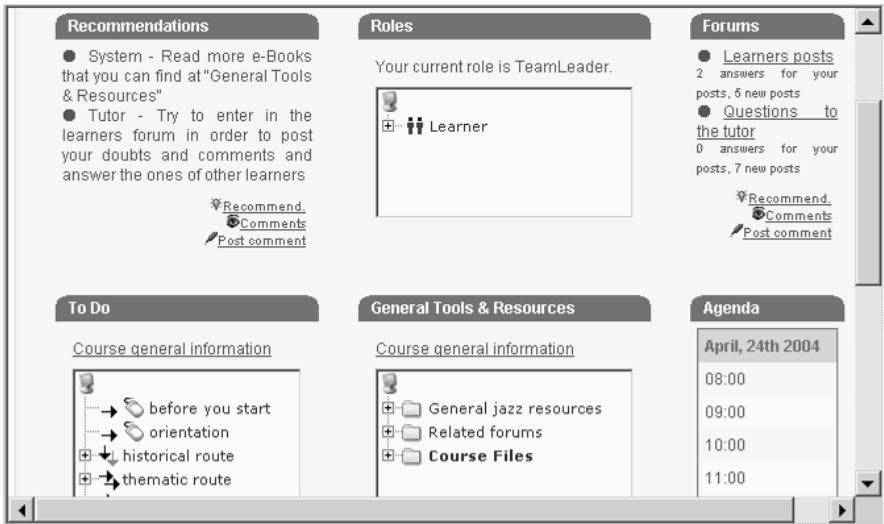 Recommendations
System - Read more e-Books
that you can find at "General Tools
& Resources"
Tutor - Try to enter in the
learners forum in order to post
your doubts and comments and
answer the ones of other learners
Recommend.
Comments
Post comment
Roles
Your current role is TeamLeader.
Learner
Forums
Learners posts
2 answers for your
posts, 5 new posts
Questions to
the tutor
0 answers for your
posts, 7 new posts
Recommend.
Comments
Post comment
To Do
Course general information
before you start
orientation
historical route
thematic route
General Tools & Resources
Course general information
General jazz resources
Related forums
Course Files
Agenda
April, 24th 2004
08:00
09:00
10:00
11:00